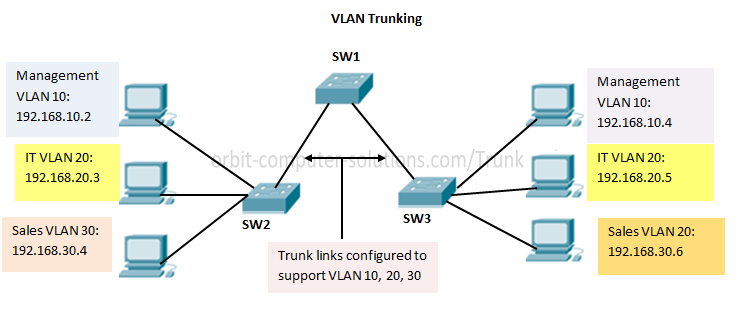 VLAN Trunking
SW1
Management
VLAN 10:
192.168.10.2
IT VLAN 20:
192.168.20.3
Sales VLAN 30:
192.168.30.4
SW2
orbit-computer-solutions.com/Trunk
SW3
Trunk links configured to
support VLAN 10, 20, 30
Management
VLAN 10:
192.168.10.4
IT VLAN 20:
192.168.20.5
Sales VLAN 20:
192.168.30.6